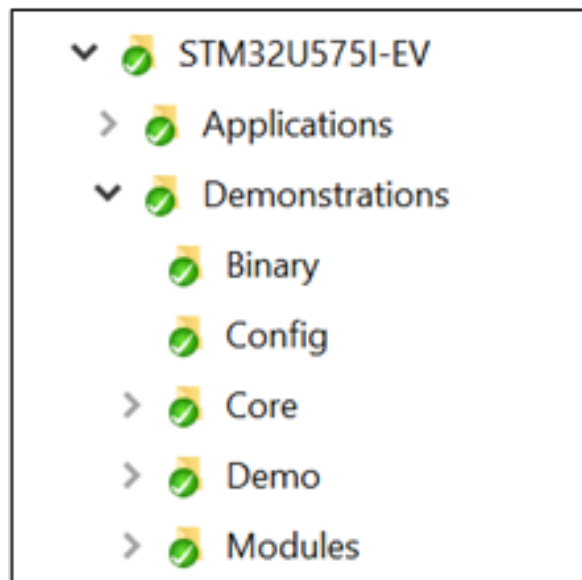 STM32U575I-EV
Applications
Demonstrations
Binary
Config
Core
Demo
Modules